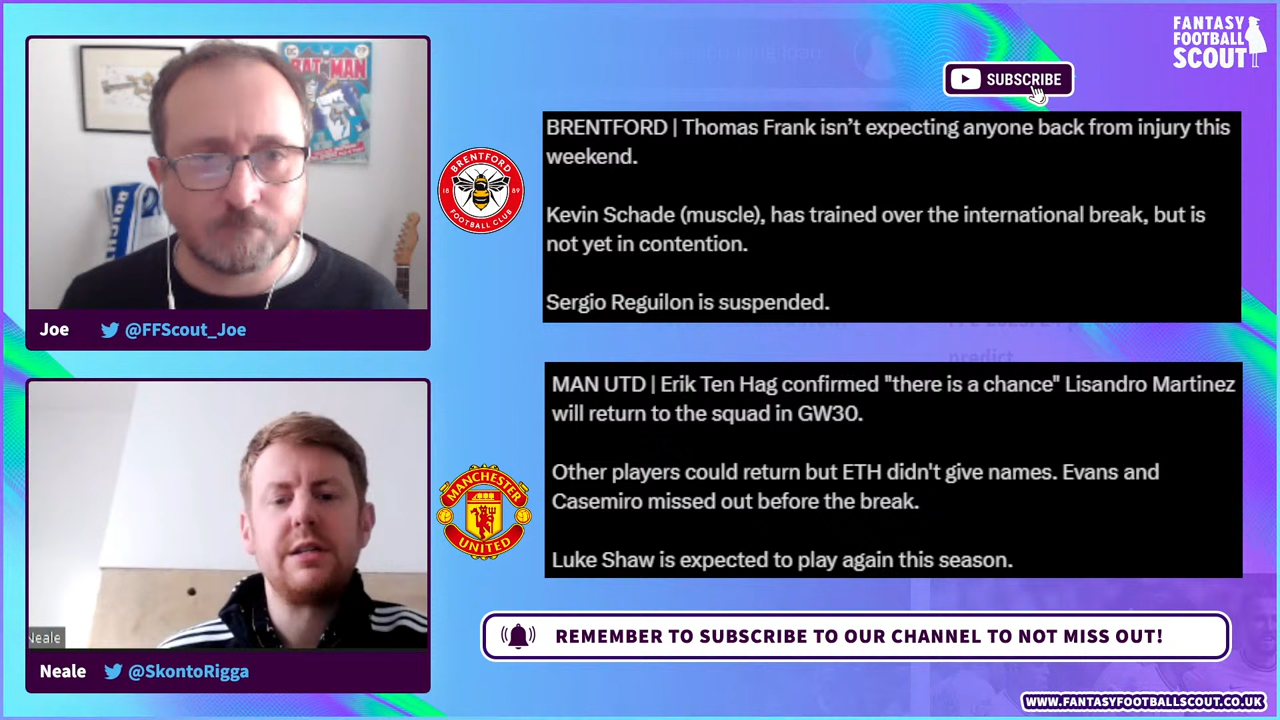 FANTASY
FOOTBALL
SCOUT
SUBSCRIBE
BATMAN
BRENTFORD
18 89
FOOTBALL CLUB
BRENTFORD | Thomas Frank isn't expecting anyone back from injury this
weekend.
Kevin Schade (muscle), has trained over the international break, but is
not yet in contention.
Sergio Reguilon is suspended.
Joe @FFScout_Joe
predict
MANCHESTER
UNITED
MAN UTD | Erik Ten Hag confirmed "there is a chance" Lisandro Martinez
will return to the squad in GW30.
Other players could return but ETH didn't give names. Evans and
Casemiro missed out before the break.
Luke Shaw is expected to play again this season.
Neale
Neale @SkontoRigga
REMEMBER TO SUBSCRIBE TO OUR CHANNEL TO NOT MISS OUT!
WWW.FANTASYFOOTBALLSCOUT.CO.UK